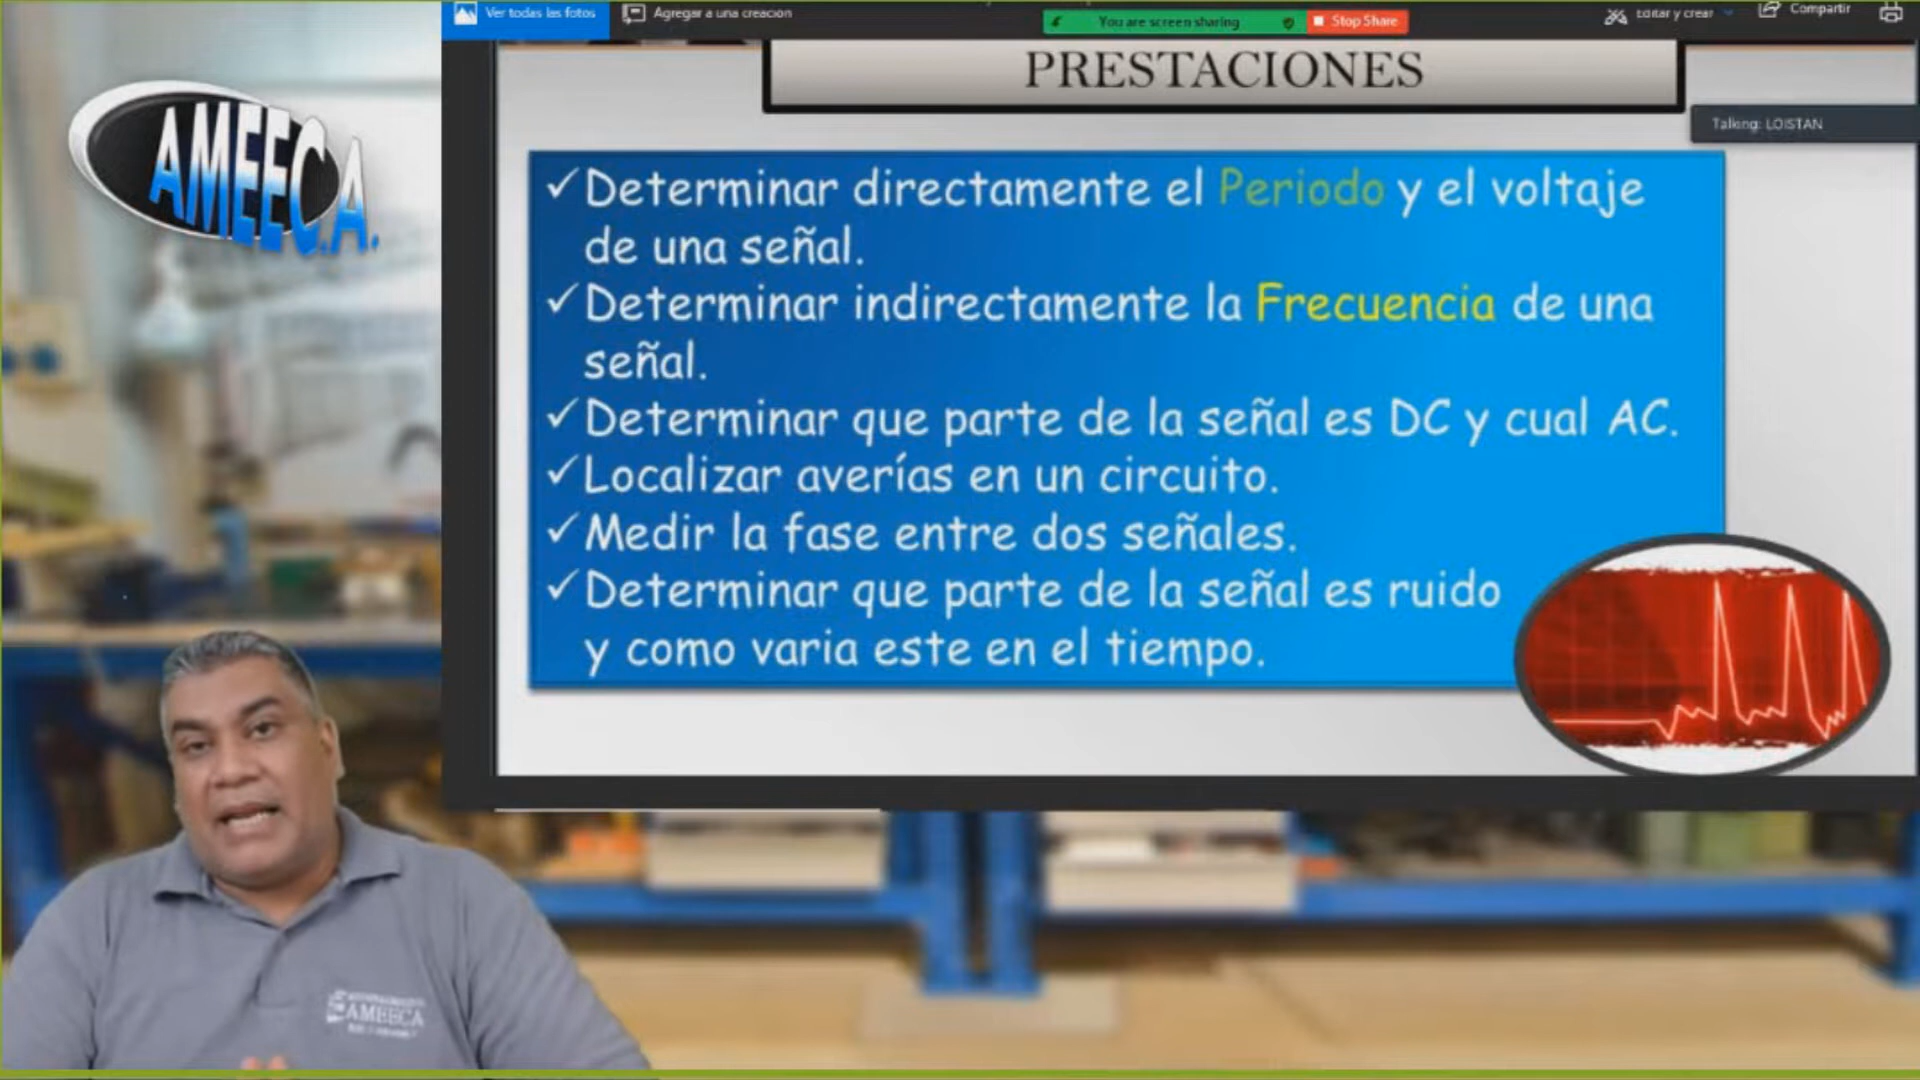 Ver todas las fotos
Agregar a una creación
You are screen sharing
Stop Share
Editar y crear
Compartir
PRESTACIONES
Talking: LOISTAN
AMEEC.A.
✓Determinar directamente el Periodo y el voltaje
de una señal.
✓Determinar indirectamente la Frecuencia de una
señal.
✓Determinar que parte de la señal es DC y cual AC.
✓Localizar averías en un circuito.
✓Medir la fase entre dos señales.
✓Determinar que parte de la señal es ruido
y como varia este en el tiempo.
AMEECA